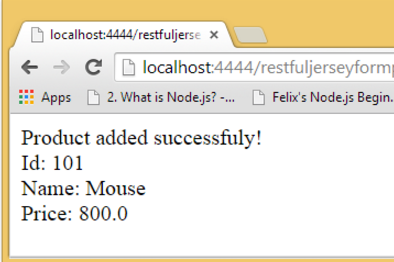 localhost:4444/restfuljerse
localhost:4444/restfuljerseyform
Apps 2. What is Node.js? -... Felix's Node.js Begin.
Product added successfuly!
Id: 101
Name: Mouse
Price: 800.0